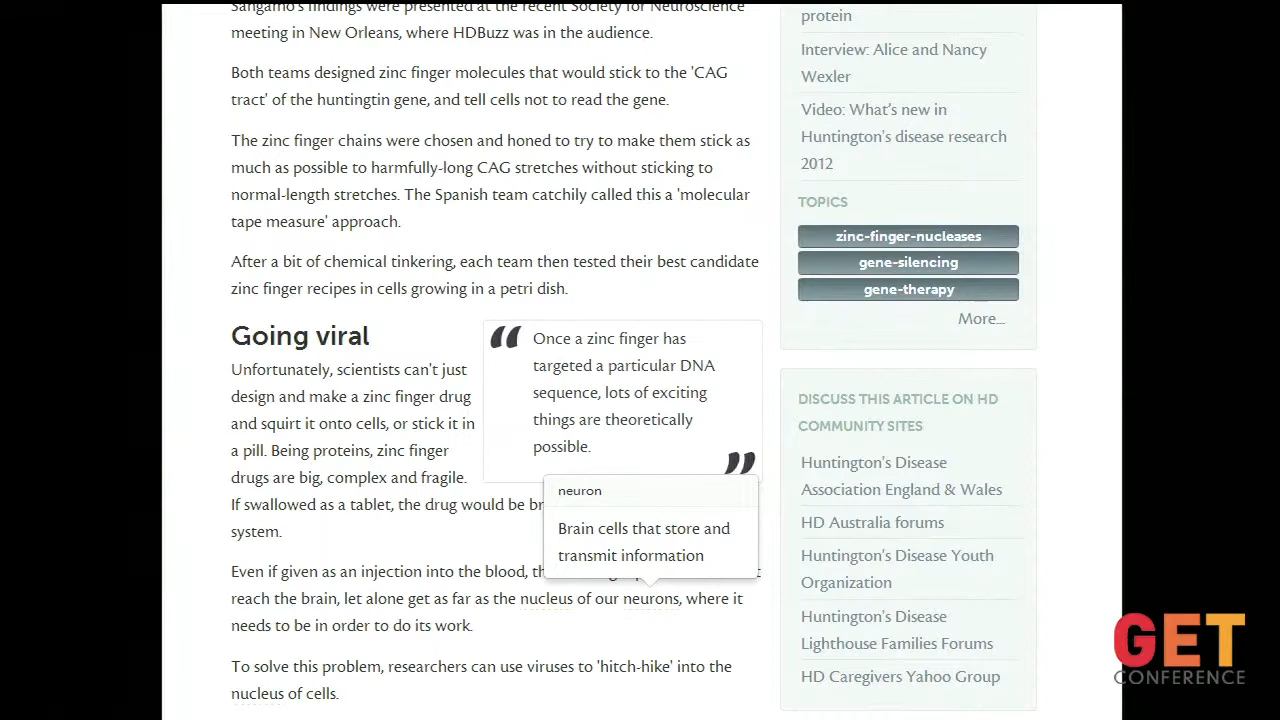 Sangamo's findings were presented at the recent Society for Neuroscience
meeting in New Orleans, where HDBuzz was in the audience.
Both teams designed zinc finger molecules that would stick to the 'CAG
tract' of the huntingtin gene, and tell cells not to read the gene.
The zinc finger chains were chosen and honed to try to make them stick as
much as possible to harmfully-long CAG stretches without sticking to
normal-length stretches. The Spanish team catchily called this a 'molecular
tape measure' approach.
After a bit of chemical tinkering, each team then tested their best candidate
zinc finger recipes in cells growing in a petri dish.
Going viral
Unfortunately, scientists can't just
design and make a zinc finger drug
and squirt it onto cells, or stick it in
a pill. Being proteins, zinc finger
drugs are big, complex and fragile.
If swallowed as a tablet, the drug would be br
system.
“ Once a zinc finger has
targeted a particular DNA
sequence, lots of exciting
things are theoretically
possible. ”
neuron
Brain cells that store and
transmit information
Even if given as an injection into the blood, th
reach the brain, let alone get as far as the nucleus of our neurons, where it
needs to be in order to do its work.
To solve this problem, researchers can use viruses to 'hitch-hike' into the
nucleus of cells.
protein
Interview: Alice and Nancy
Wexler
Video: What's new in
Huntington's disease research
2012
TOPICS
zinc-finger-nucleases
gene-silencing
gene-therapy
More...
DISCUSS THIS ARTICLE ON HD
COMMUNITY SITES
Huntington's Disease
Association England & Wales
HD Australia forums
Huntington's Disease Youth
Organization
Huntington's Disease
Lighthouse Families Forums
HD Caregivers Yahoo Group
GET
CONFERENCE